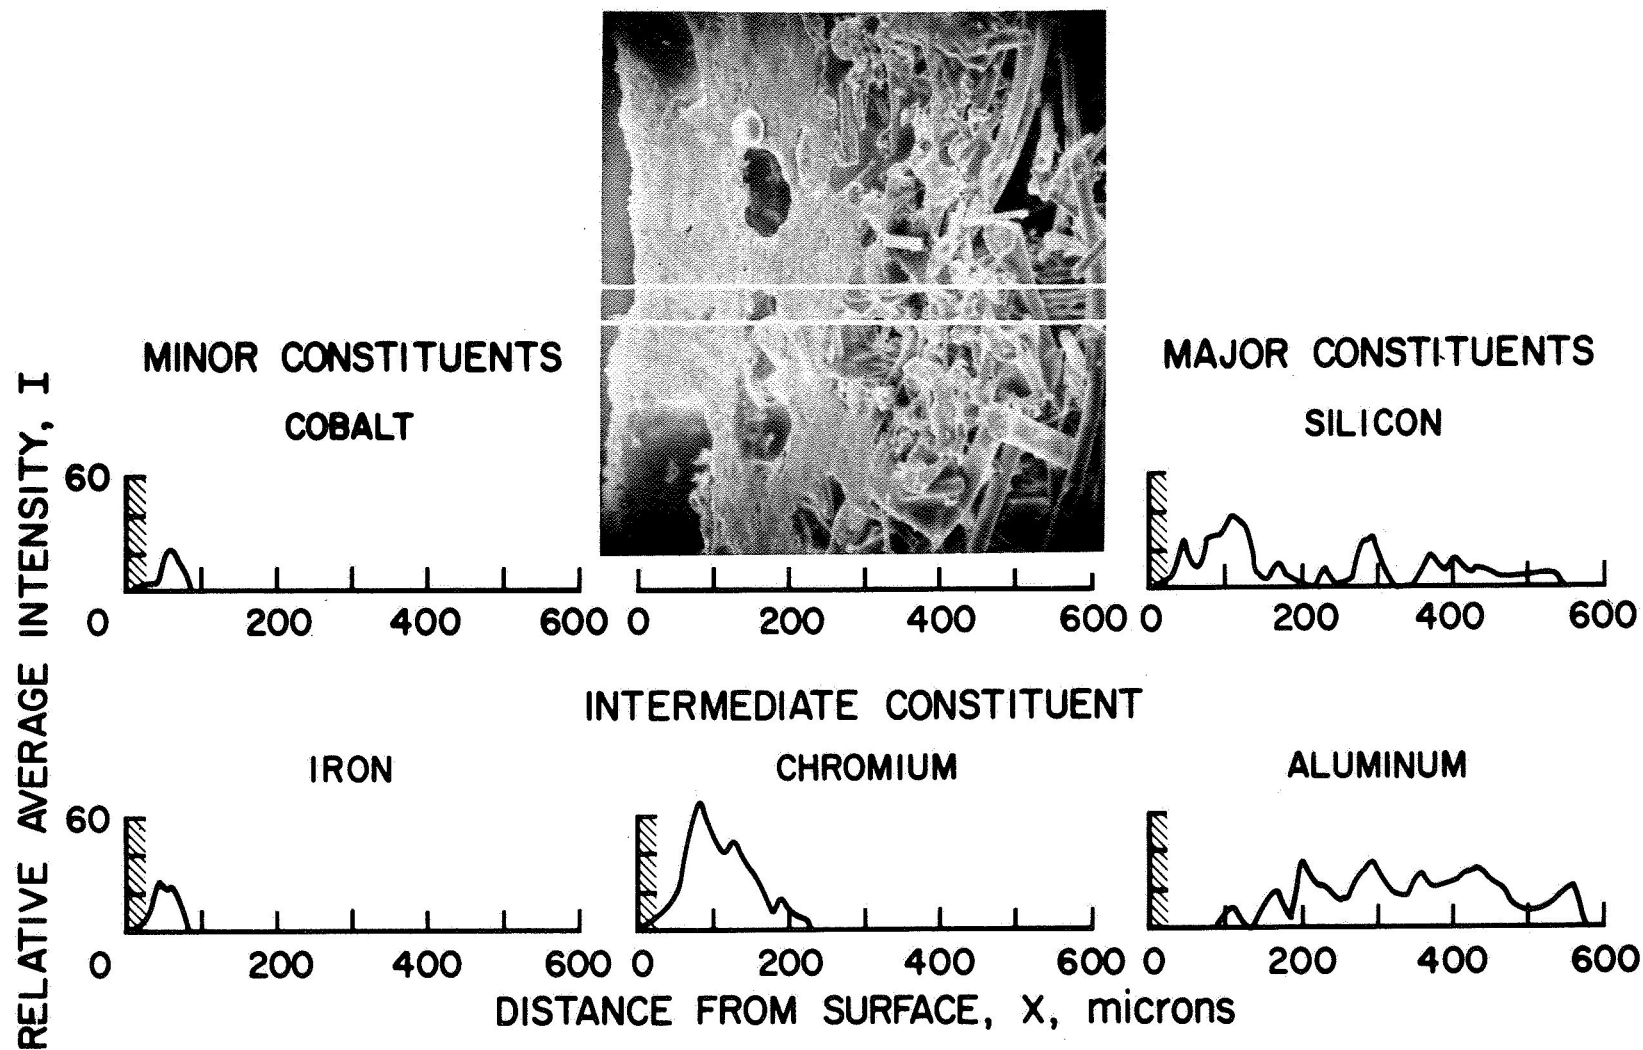 RELATIVE AVERAGE INTENSITY, I
MINOR CONSTITUENTS
COBALT
60
0 200 400 600
0 200 400 600
MAJOR CONSTITUENTS
SILICON
0 200 400 600
INTERMEDIATE CONSTITUENT
IRON
60
0 200 400 600
CHROMIUM
0 200 400 600
ALUMINUM
0 200 400 600
DISTANCE FROM SURFACE, X, microns